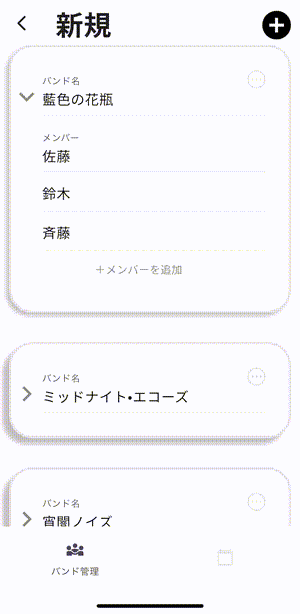 新規
バンド名
藍色の花瓶
メンバー
佐藤
鈴木
斉藤
＋メンバーを追加
バンド名
ミッドナイト•エコーズ
バンド名
宵闇ノイズ
バンド管理